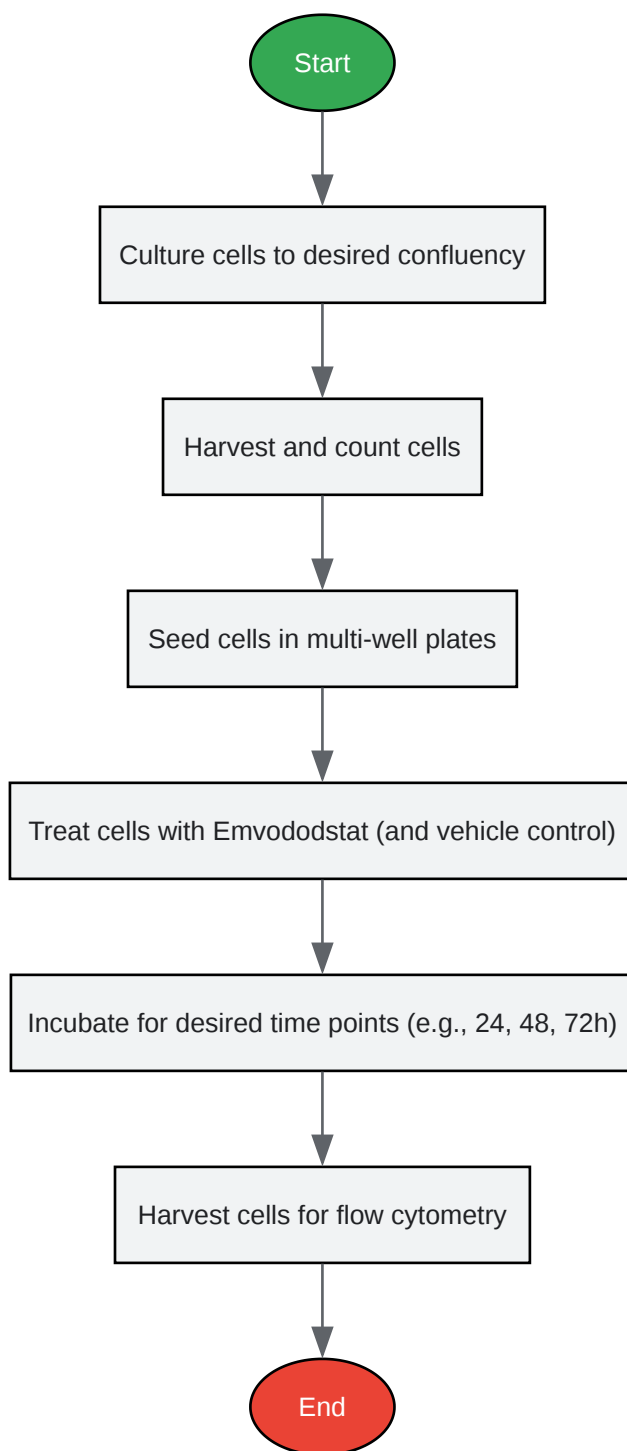 Start
Culture cells to desired confluency
Harvest and count cells
Seed cells in multi-well plates
Treat cells with Emvododstat (and vehicle control)
Incubate for desired time points (e.g., 24, 48, 72h)
Harvest cells for flow cytometry
End